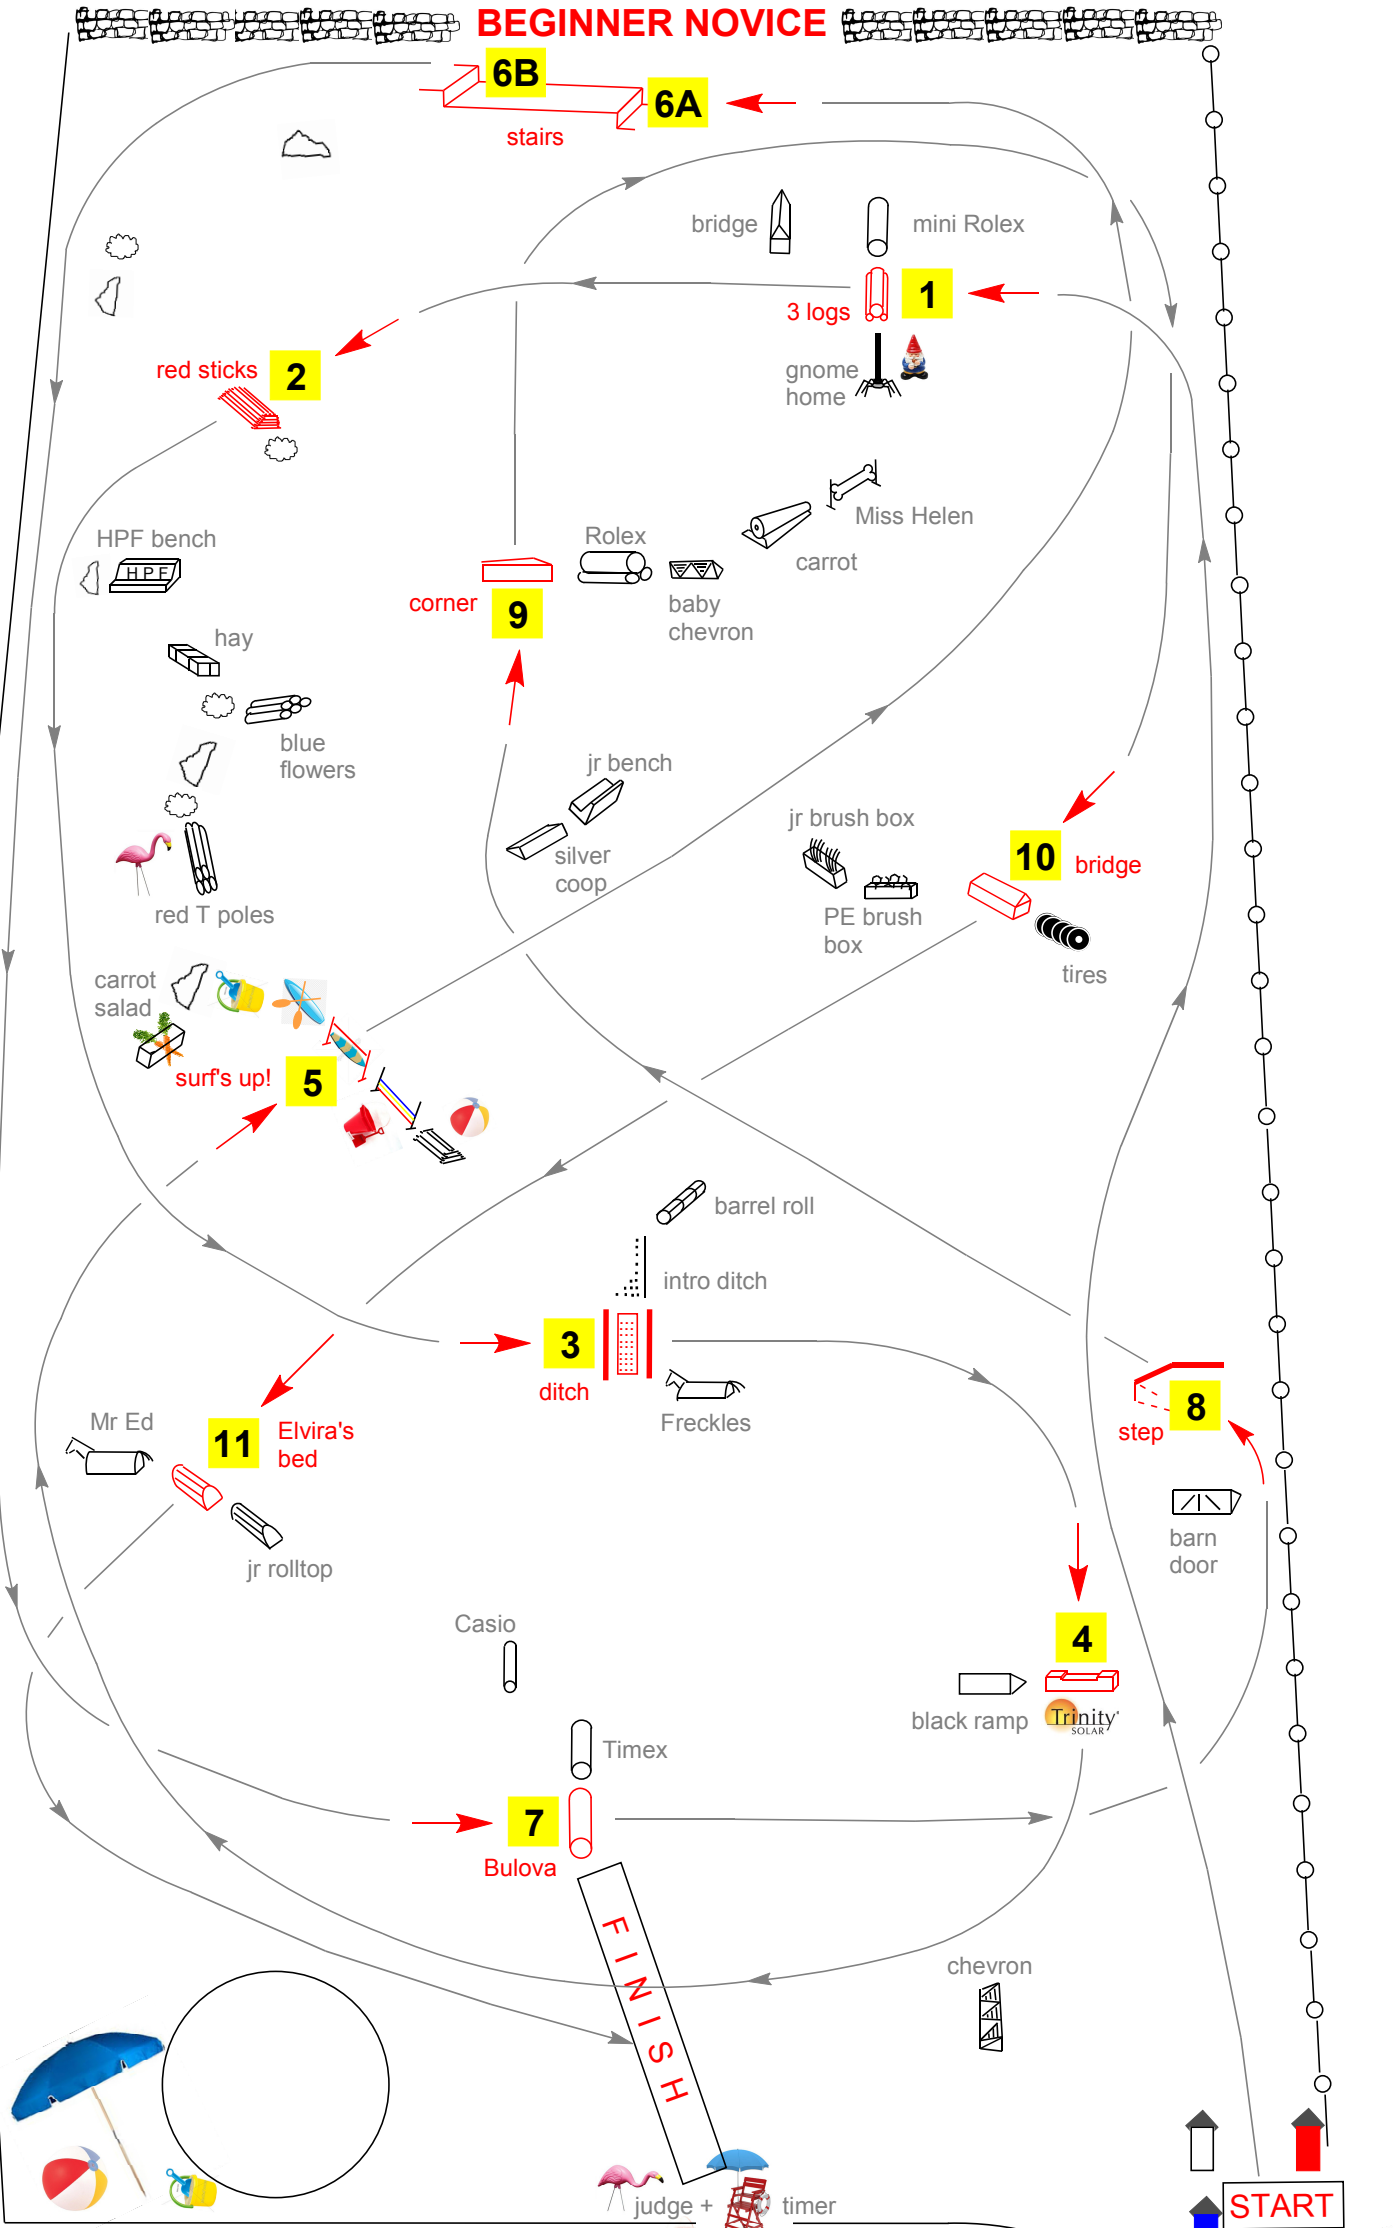 BEGINNER NOVICE
6B
6A
stairs
bridge
mini Rolex
1
3 logs
gnome
home
red sticks
2
Miss Helen
carrot
HPF bench
HPF
Rolex
corner
9
baby
chevron
hay
blue
flowers
jr bench
silver
coop
jr brush box
10
bridge
PE brush
box
tires
red T poles
carrot
salad
surf's up!
5
barrel roll
intro ditch
3
ditch
Freckles
8
step
Mr Ed
11
Elvira's
bed
barn
door
jr rolltop
Casio
4
black ramp
Trinity
SOLAR
Timex
7
Bulova
FINISH
chevron
judge +
timer
START